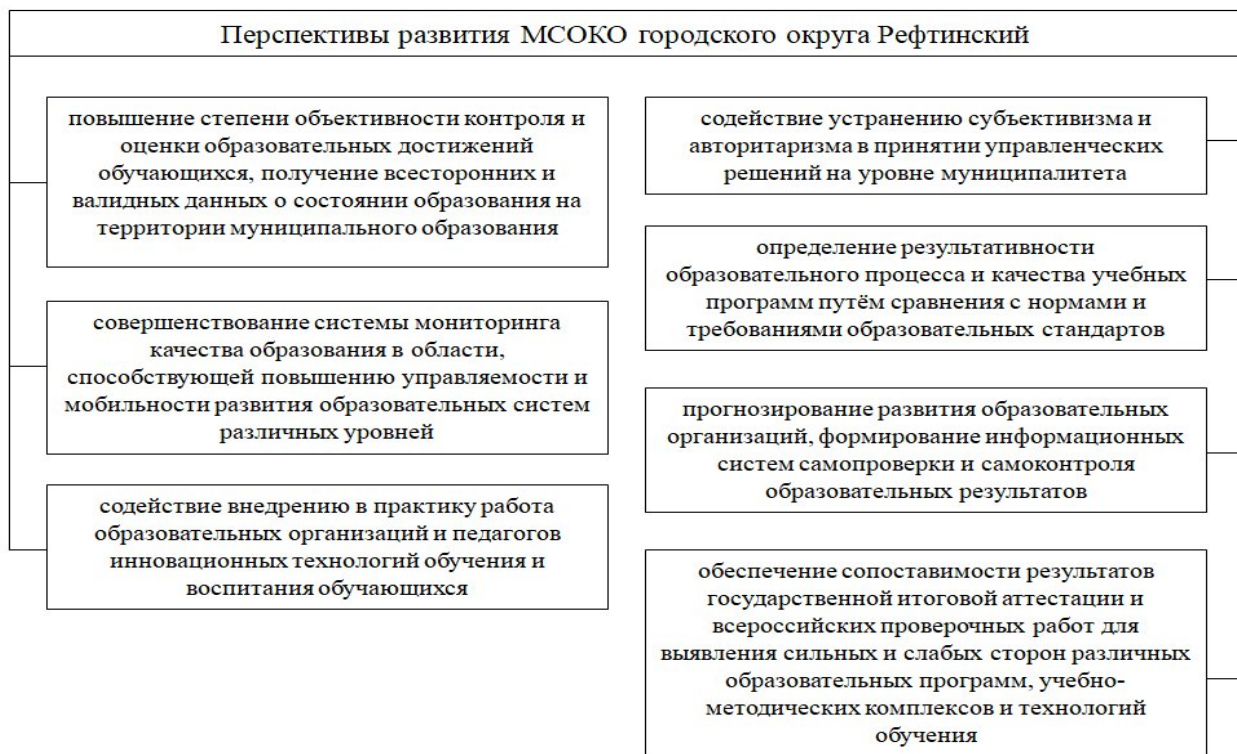 Перспективы развития МСОКО городского округа Рефтинский
повышение степени объективности контроля и
оценки образовательных достижений
обучающихся, получение всесторонних и
валидных данных о состоянии образования на
территории муниципального образования
совершенствование системы мониторинга
качества образования в области,
способствующей повышению управляемости и
мобильности развития образовательных систем
различных уровней
содействие внедрению в практику работа
образовательных организаций и педагогов
инновационных технологий обучения и
воспитания обучающихся
содействие устранению субъективизма и
авторитаризма в принятии управленческих
решений на уровне муниципалитета
определение результативности
образовательного процесса и качества учебных
программ путём сравнения с нормами и
требованиями образовательных стандартов
прогнозирование развития образовательных
организаций, формирование информационных
систем самопроверки и самоконтроля
образовательных результатов
обеспечение сопоставимости результатов
государственной итоговой аттестации и
всероссийских проверочных работ для
выявления сильных и слабых сторон различных
образовательных программ, учебно-
методических комплексов и технологий
обучения